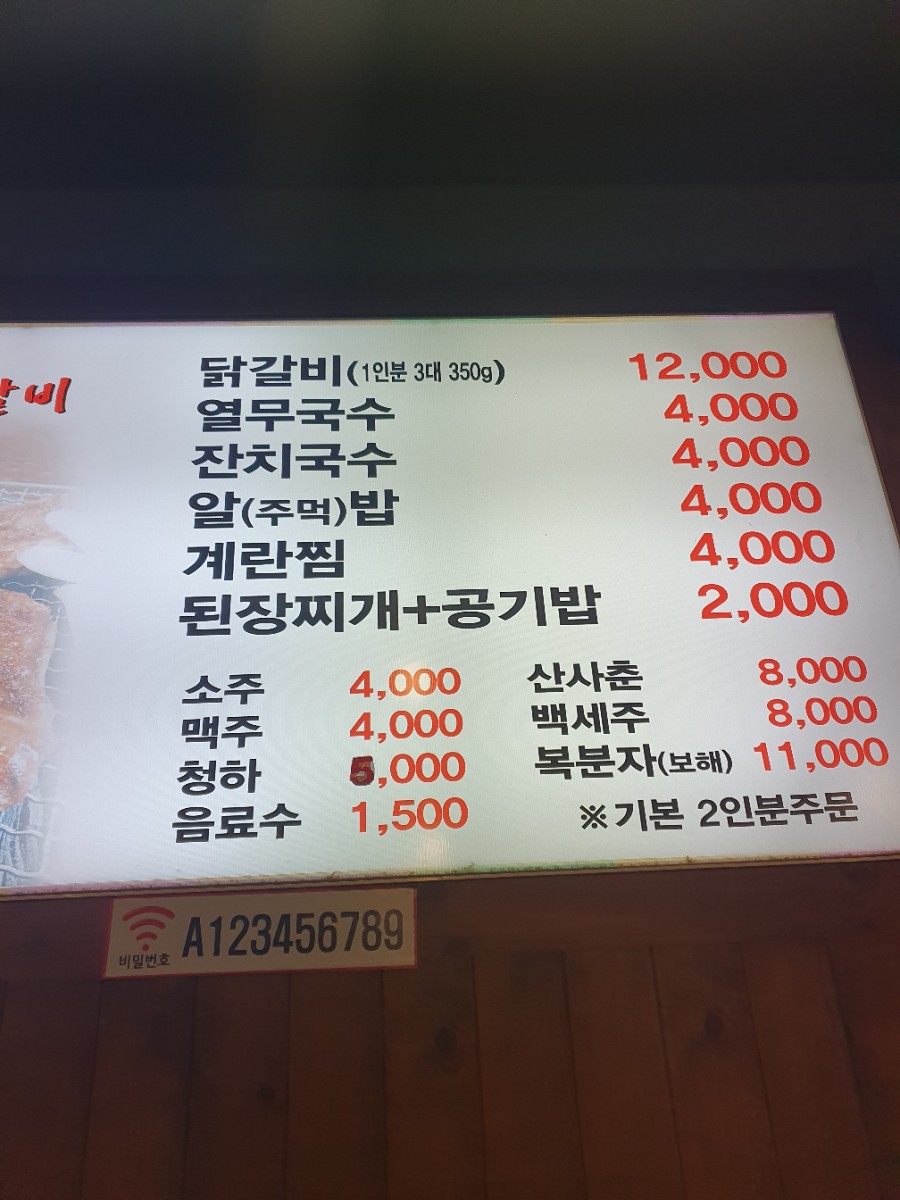 갈비
닭갈비(1인분 3대 350g) 12,000
열무국수 4,000
잔치국수 4,000
알(주먹)밥 4,000
계란찜 4,000
된장찌개+공기밥 2,000
소주 4,000
맥주 4,000
청하 5,000
음료수 1,500
산사춘 8,000
백세주 8,000
복분자(보해) 11,000
※기본 2인분주문
비밀번호 A123456789